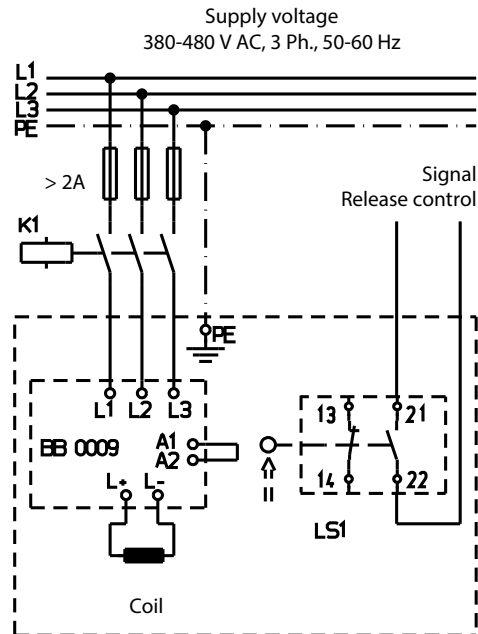 Supply voltage
380-480 V AC, 3 Ph., 50-60 Hz
L1
L2
L3
PE
> 2A
Signal
Release control
K1
PE
L1 L2 L3
13 21
BB 0009
A1
A2
L+ L-
14 22
LS1
Coil